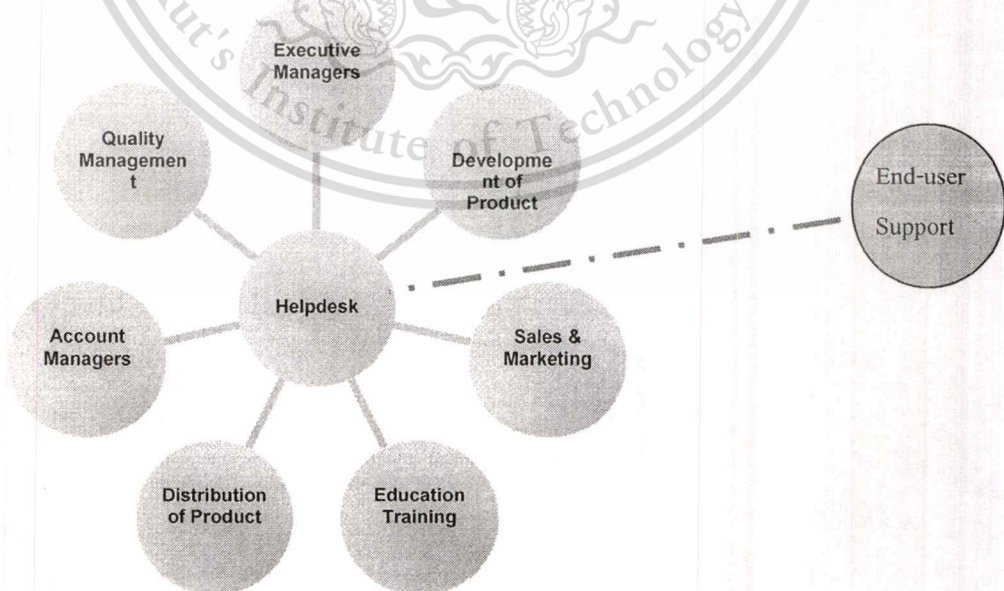 ut's
Institute of Technology
Executive
Managers
Quality
Managemen
t
Developme
nt of
Product
End-user
Support
Helpdesk
Account
Managers
Sales &
Marketing
Distribution
of Product
Education
Training